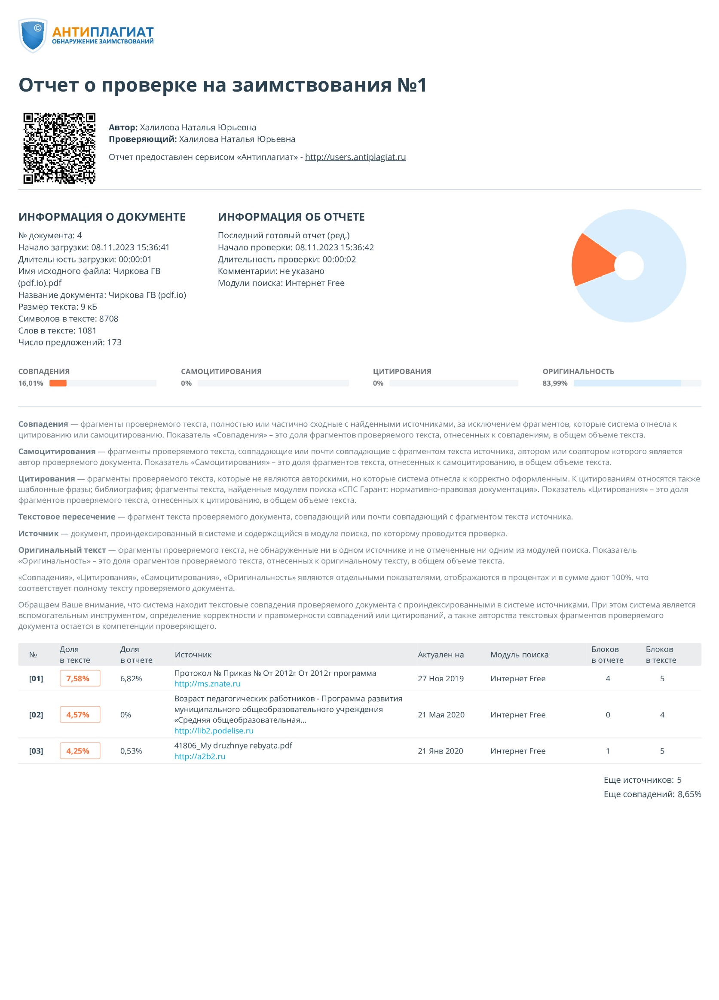 ©
АНТИПЛАГИАТ
ОБНАРУЖЕНИЕ ЗАИМСТВОВАНИЙ
Отчет о проверке на заимствования №1
Автор: Халилова Наталья Юрьевна
Проверяющий: Халилова Наталья Юрьевна
Отчет предоставлен сервисом «Антиплагиат» - http://users.antiplagiat.ru
ИНФОРМАЦИЯ О ДОКУМЕНТЕ
№ документа: 4
Начало загрузки: 08.11.2023 15:36:41
Длительность загрузки: 00:00:01
Имя исходного файла: Чиркова ГВ
(pdf.io).pdf
Название документа: Чиркова ГВ (pdf.io)
Размер текста: 9 кБ
Cимволов в тексте: 8708
Слов в тексте: 1081
Число предложений: 173
ИНФОРМАЦИЯ ОБ ОТЧЕТЕ
Последний готовый отчет (ред.)
Начало проверки: 08.11.2023 15:36:42
Длительность проверки: 00:00:02
Комментарии: не указано
Модули поиска: Интернет Free
СОВПАДЕНИЯ
16,01%
САМОЦИТИРОВАНИЯ
0%
ЦИТИРОВАНИЯ
0%
ОРИГИНАЛЬНОСТЬ
83,99%
Совпадения — фрагменты проверяемого текста, полностью или частично сходные с найденными источниками, за исключением фрагментов, которые система отнесла к
цитированию или самоцитированию. Показатель «Совпадения» – это доля фрагментов проверяемого текста, отнесенных к совпадениям, в общем объеме текста.
Самоцитирования — фрагменты проверяемого текста, совпадающие или почти совпадающие с фрагментом текста источника, автором или соавтором которого является
автор проверяемого документа. Показатель «Самоцитирования» – это доля фрагментов текста, отнесенных к самоцитированию, в общем объеме текста.
Цитирования — фрагменты проверяемого текста, которые не являются авторскими, но которые система отнесла к корректно оформленным. К цитированиям относятся также
шаблонные фразы; библиография; фрагменты текста, найденные модулем поиска «СПС Гарант: нормативно-правовая документация». Показатель «Цитирования» – это доля
фрагментов проверяемого текста, отнесенных к цитированию, в общем объеме текста.
Текстовое пересечение — фрагмент текста проверяемого документа, совпадающий или почти совпадающий с фрагментом текста источника.
Источник — документ, проиндексированный в системе и содержащийся в модуле поиска, по которому проводится проверка.
Оригинальный текст — фрагменты проверяемого текста, не обнаруженные ни в одном источнике и не отмеченные ни одним из модулей поиска. Показатель
«Оригинальность» – это доля фрагментов проверяемого текста, отнесенных к оригинальному тексту, в общем объеме текста.
«Совпадения», «Цитирования», «Самоцитирования», «Оригинальность» являются отдельными показателями, отображаются в процентах и в сумме дают 100%, что
соответствует полному тексту проверяемого документа.
Обращаем Ваше внимание, что система находит текстовые совпадения проверяемого документа с проиндексированными в системе источниками. При этом система является
вспомогательным инструментом, определение корректности и правомерности совпадений или цитирований, а также авторства текстовых фрагментов проверяемого
документа остается в компетенции проверяющего.
№ Доля в тексте Доля в отчете Источник Актуален на Модуль поиска Блоков в отчете Блоков в тексте
[01] 7,58% 6,82% Протокол № Приказ № От 2012г От 2012г программа 27 Ноя 2019 Интернет Free 4 5
http://ms.znate.ru
Возраст педагогических работников - Программа развития
муниципального общеобразовательного учреждения
[02] 4,57% 0% «Средняя общеобразовательная... 21 Мая 2020 Интернет Free 0 4
http://lib2.podelise.ru
[03] 4,25% 0,53% 41806_My druzhnye rebyata.pdf 21 Янв 2020 Интернет Free 1 5
http://a2b2.ru
Еще источников: 5
Еще совпадений: 8,65%